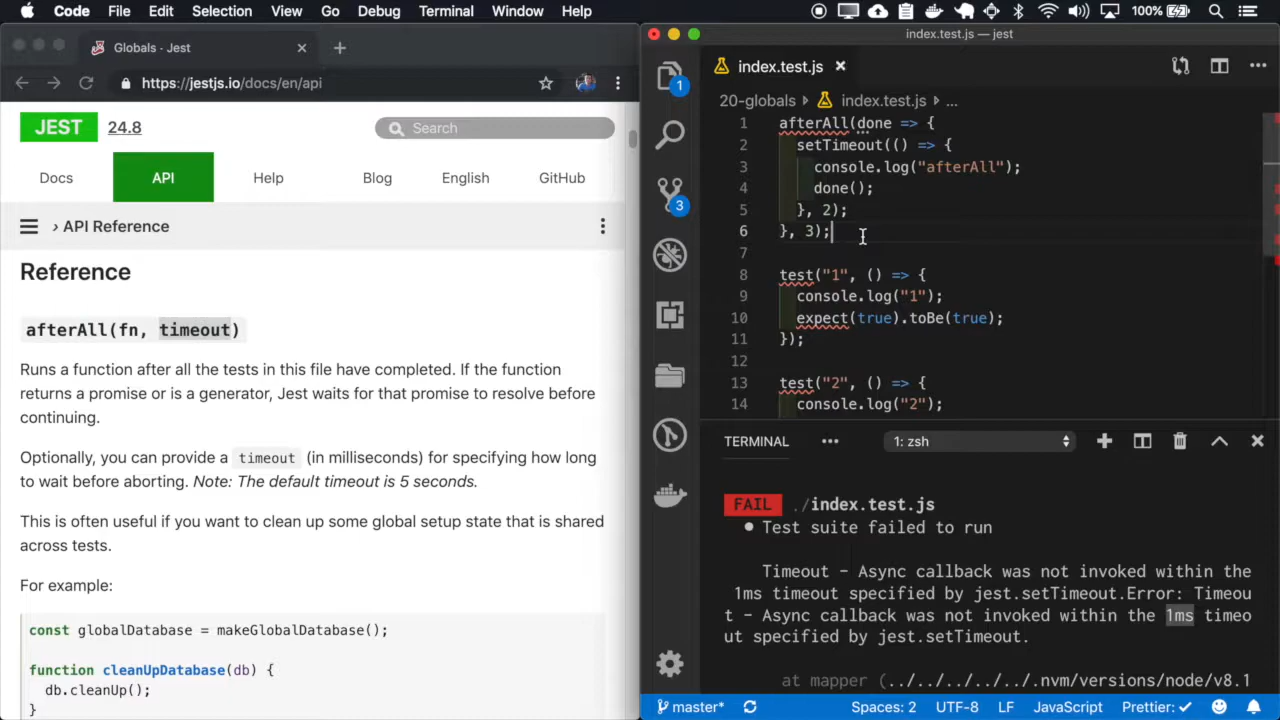 Code File Edit Selection View Go Debug Terminal Window Help 100%
Globals - Jest
index.test.js — jest
https://jestjs.io/docs/en/api
JEST 24.8 Search
Docs API Help Blog English GitHub
› API Reference
Reference
afterAll(fn, timeout)
Runs a function after all the tests in this file have completed. If the function
returns a promise or is a generator, Jest waits for that promise to resolve before
continuing.
Optionally, you can provide a timeout (in milliseconds) for specifying how long
to wait before aborting. Note: The default timeout is 5 seconds.
This is often useful if you want to clean up some global setup state that is shared
across tests.
For example:
const globalDatabase = makeGlobalDatabase();
function cleanUpDatabase(db) {
db.cleanUp();
}
index.test.js
1
3
20-globals index.test.js ...
1 afterAll(done => {
2 setTimeout(() => {
3 console.log("afterAll");
4 done();
5 }, 2);
6 }, 3);
7
8 test("1", () => {
9 console.log("1");
10 expect(true).toBe(true);
11 });
12
13 test("2", () => {
14 console.log("2");
TERMINAL ... 1: zsh
FAIL ./index.test.js
● Test suite failed to run
Timeout - Async callback was not invoked within the
1ms timeout specified by jest.setTimeout.Error: Timeou
t - Async callback was not invoked within the 1ms timeo
ut specified by jest.setTimeout.
at mapper (../../../../../.nvm/versions/node/v8.1
master* Spaces: 2 UTF-8 LF JavaScript Prettier: ✓